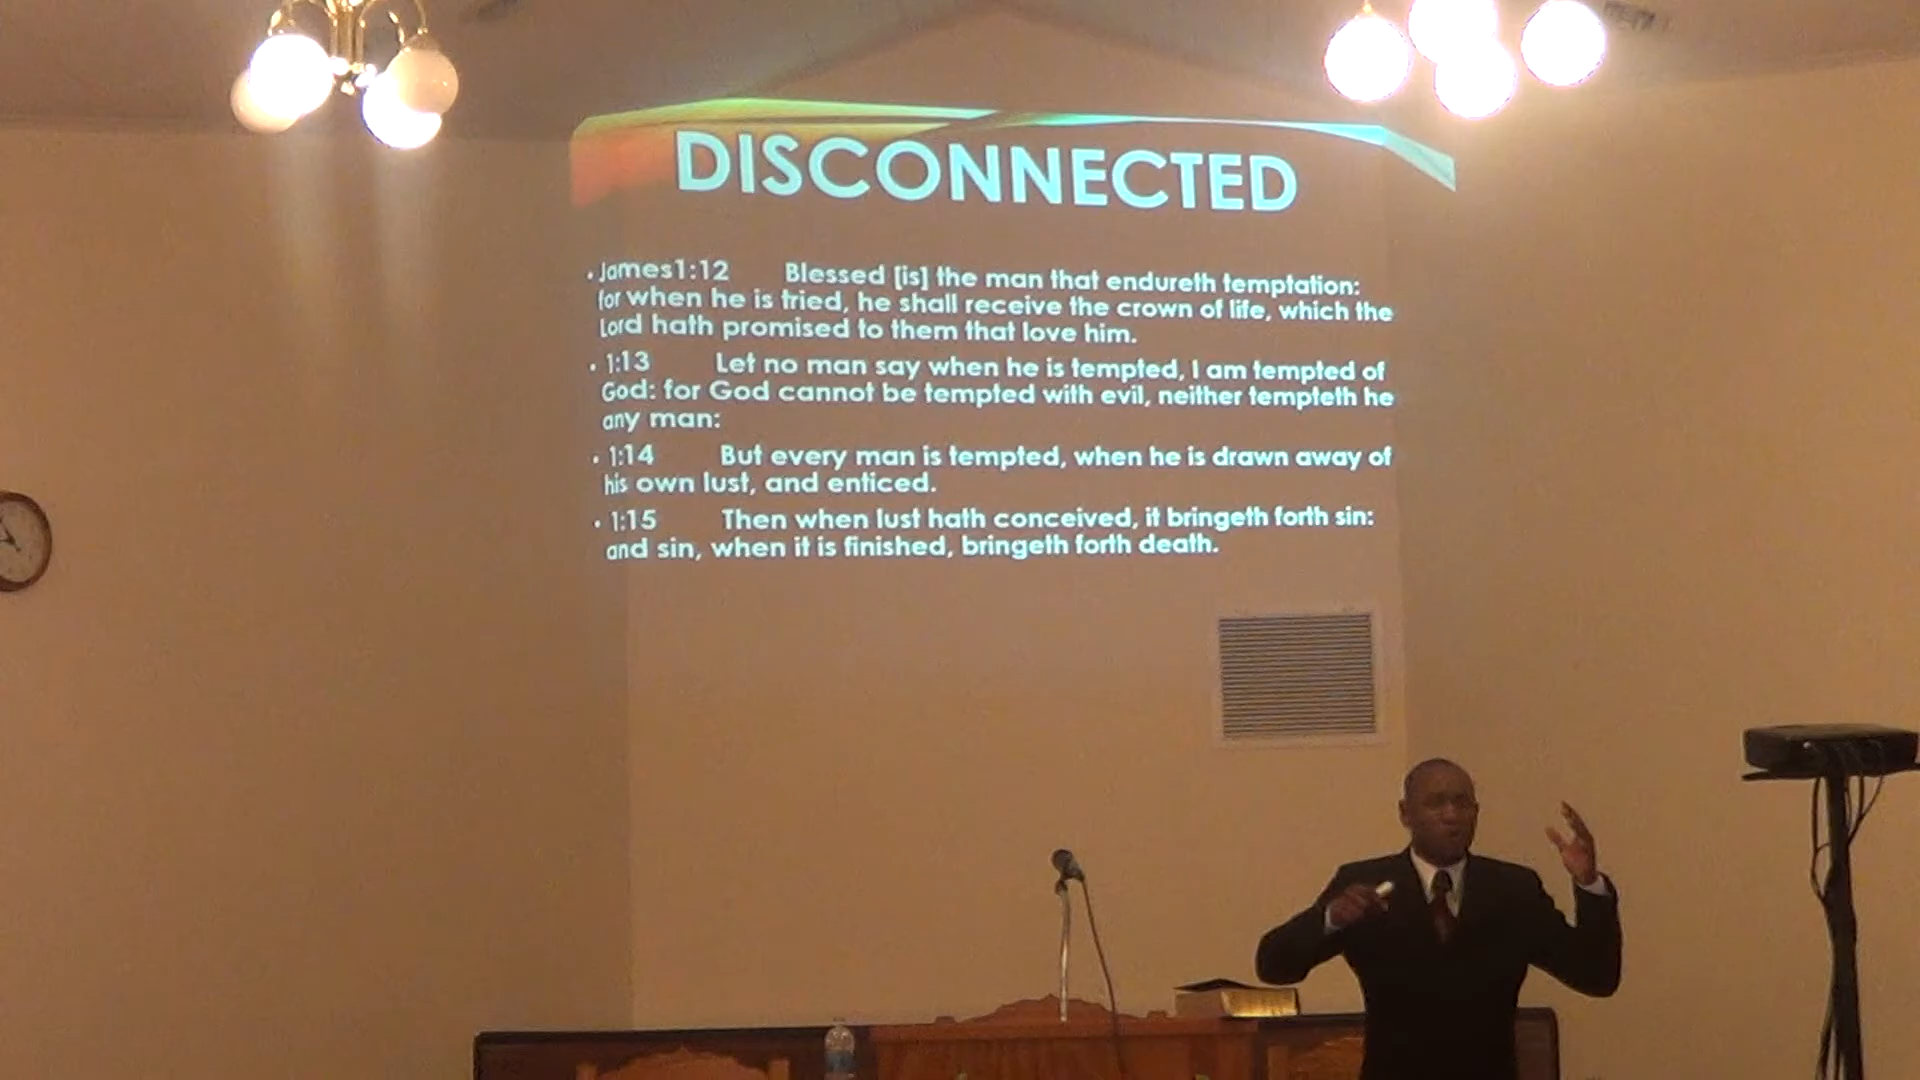 DISCONNECTED
• James1:12 Blessed [is] the man that endureth temptation:
for when he is tried, he shall receive the crown of life, which the
Lord hath promised to them that love him.
• 1:13 Let no man say when he is tempted, I am tempted of
God: for God cannot be tempted with evil, neither tempteth he
any man:
• 1:14 But every man is tempted, when he is drawn away of
his own lust, and enticed.
• 1:15 Then when lust hath conceived, it bringeth forth sin:
and sin, when it is finished, bringeth forth death.